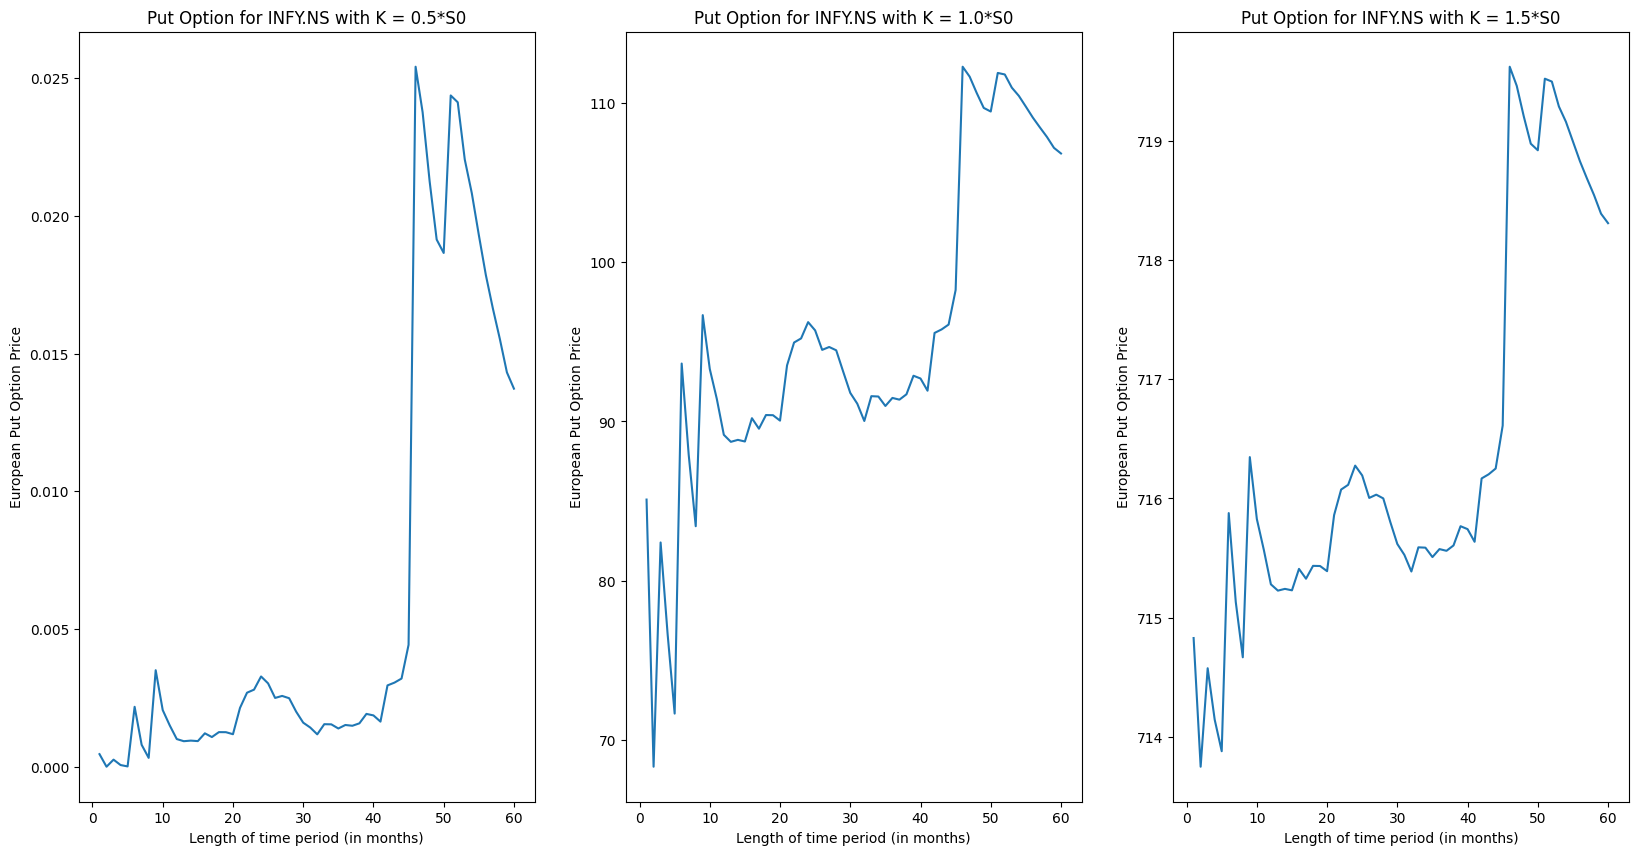 Put Option for INFY.NS with K = 0.5*S0
European Put Option Price
0.025
0.020
0.015
0.010
0.005
0.000
0 10 20 30 40 50 60
Length of time period (in months)
Put Option for INFY.NS with K = 1.0*S0
European Put Option Price
110
100
90
80
70
0 10 20 30 40 50 60
Length of time period (in months)
Put Option for INFY.NS with K = 1.5*S0
European Put Option Price
719
718
717
716
715
714
0 10 20 30 40 50 60
Length of time period (in months)